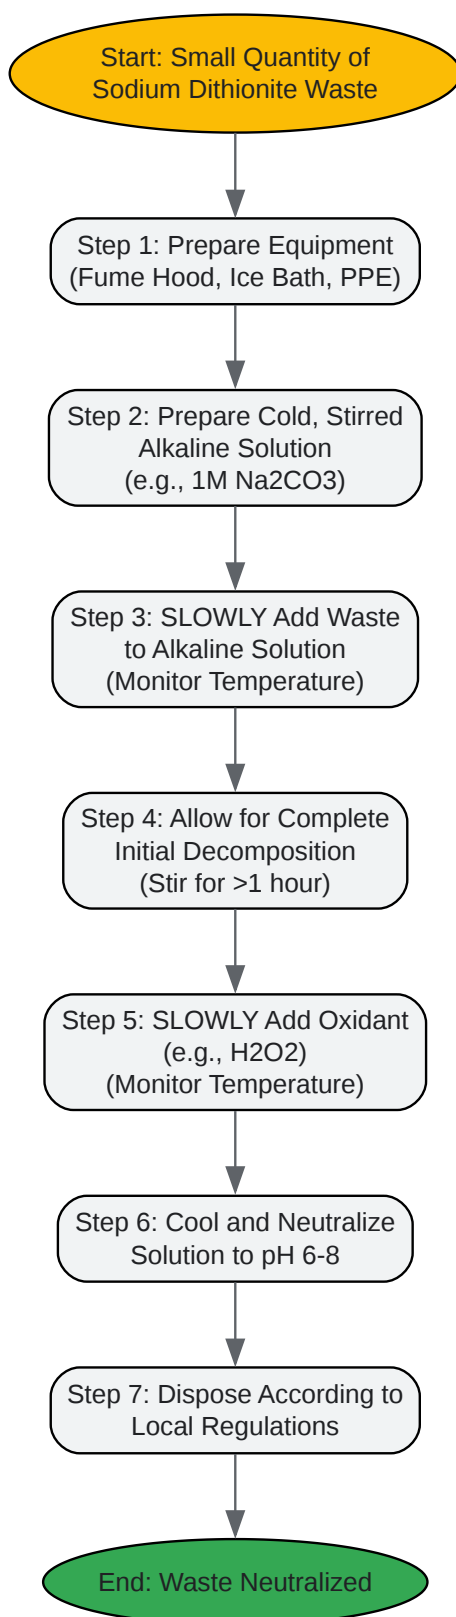 Start: Small Quantity of
Sodium Dithionite Waste
Step 1: Prepare Equipment
(Fume Hood, Ice Bath, PPE)
Step 2: Prepare Cold, Stirred
Alkaline Solution
(e.g., 1M Na2CO3)
Step 3: SLOWLY Add Waste
to Alkaline Solution
(Monitor Temperature)
Step 4: Allow for Complete
Initial Decomposition
(Stir for >1 hour)
Step 5: SLOWLY Add Oxidant
(e.g., H2O2)
(Monitor Temperature)
Step 6: Cool and Neutralize
Solution to pH 6-8
Step 7: Dispose According to
Local Regulations
End: Waste Neutralized